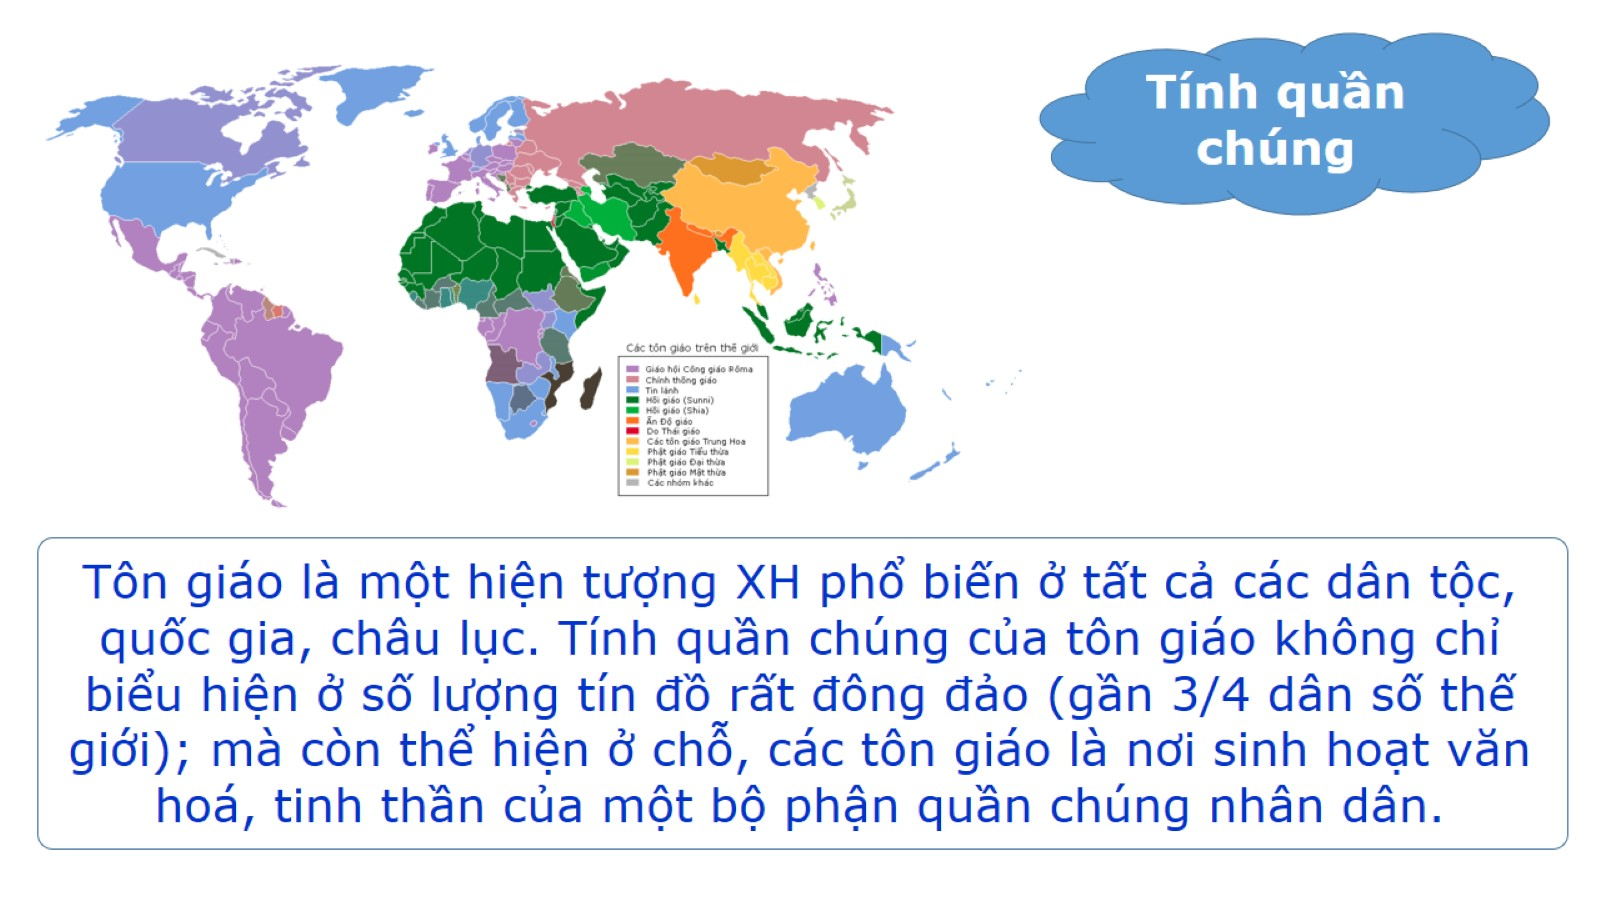 Tính quần
chúng
Các tôn giáo trên thế giới
Giáo hội Công giáo Rôma
Chính thống giáo
Tin lành
Hồi giáo (Sunni)
Hồi giáo (Shia)
Ấn Độ giáo
Do Thái giáo
Các tôn giáo Trung Hoa
Phật giáo Tiểu thừa
Phật giáo Đại thừa
Phật giáo Mật thừa
Các nhóm khác
Tôn giáo là một hiện tượng XH phổ biến ở tất cả các dân tộc,
quốc gia, châu lục. Tính quần chúng của tôn giáo không chỉ
biểu hiện ở số lượng tín đồ rất đông đảo (gần 3/4 dân số thế
giới); mà còn thể hiện ở chỗ, các tôn giáo là nơi sinh hoạt văn
hoá, tinh thần của một bộ phận quần chúng nhân dân.